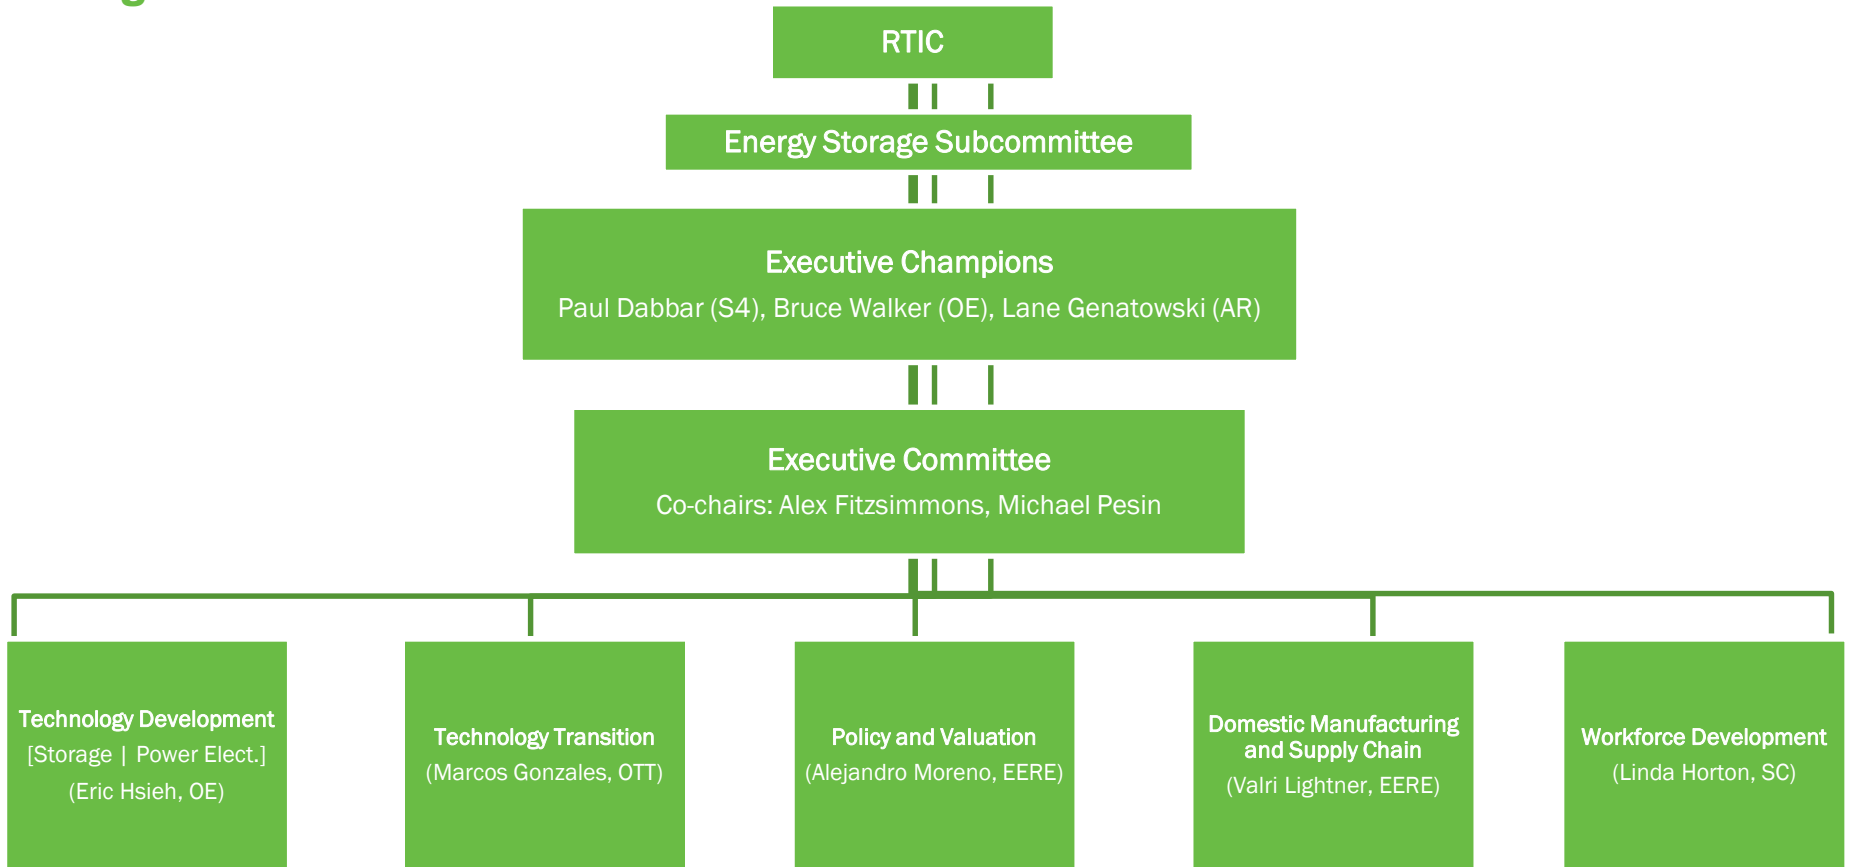 RTIC
Energy Storage Subcommittee
Executive Champions
Paul Dabbar (S4), Bruce Walker (OE), Lane Genatowski (AR)
Executive Committee
Co-chairs: Alex Fitzsimmons, Michael Pesin
Technology Development
[Storage | Power Elect.]
(Eric Hsieh, OE)
Technology Transition
(Marcos Gonzales, OTT)
Policy and Valuation
(Alejandro Moreno, EERE)
Domestic Manufacturing
and Supply Chain
(Valri Lightner, EERE)
Workforce Development
(Linda Horton, SC)